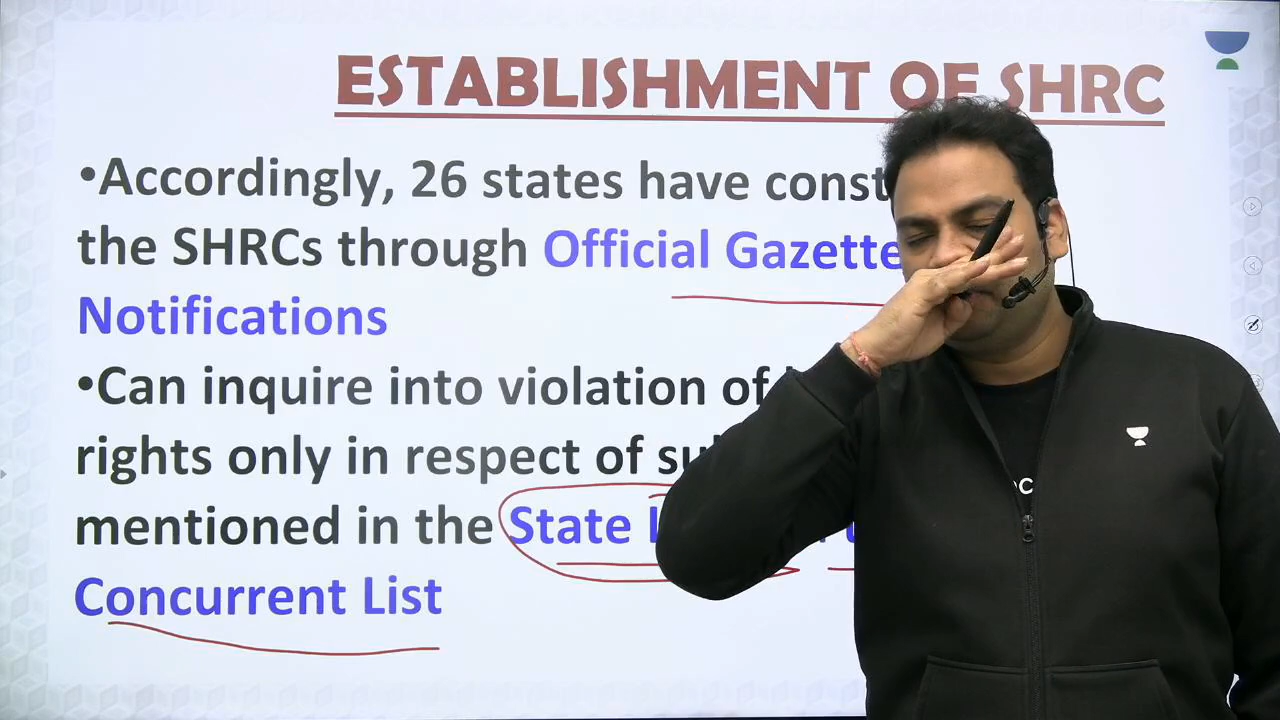 ESTABLISHMENT OF SHRC
•Accordingly, 26 states have const
the SHRCs through Official Gazette
Notifications
•Can inquire into violation of
rights only in respect of su
mentioned in the State
Concurrent List